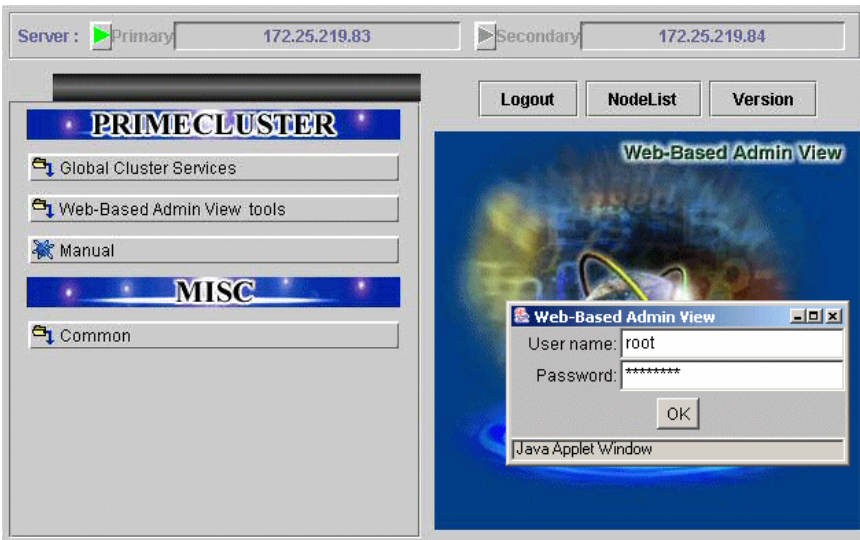 Server : Primary 172.25.219.83 Secondary 172.25.219.84
Logout NodeList Version
PRIMECLUSTER
Global Cluster Services
Web-Based Admin View tools
Manual
MISC
Common
Web-Based Admin View
Web-Based Admin View
User name: root
Password: ********
OK
Java Applet Window